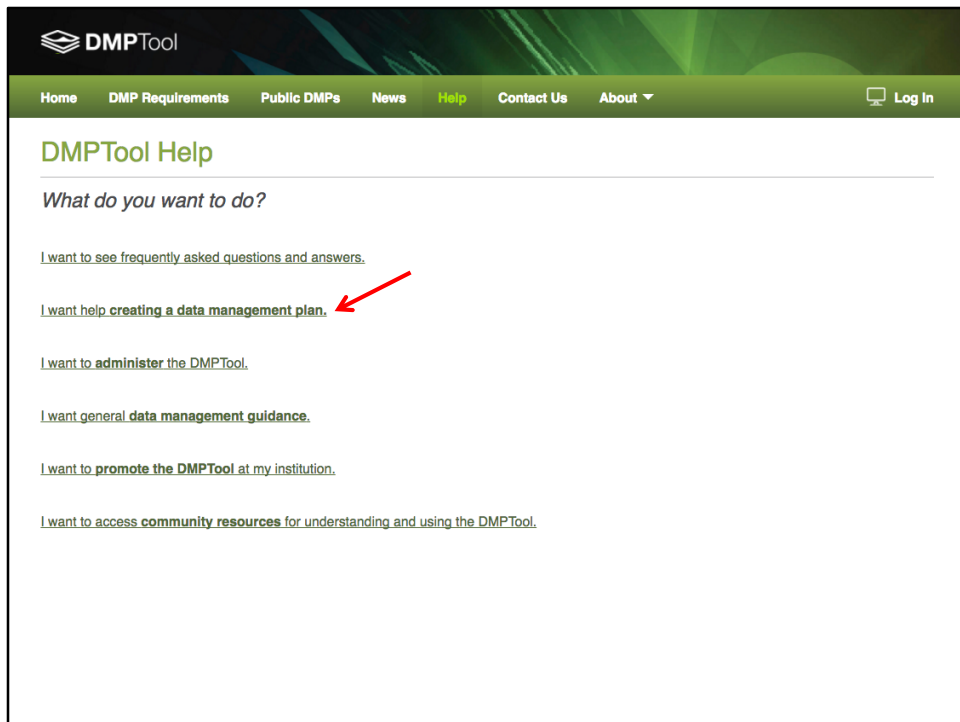 DMPTool
Home DMP Requirements Public DMPs News Help Contact Us About Log In
DMPTool Help
What do you want to do?
I want to see frequently asked questions and answers.
I want help creating a data management plan.
I want to administer the DMPTool.
I want general data management guidance.
I want to promote the DMPTool at my institution.
I want to access community resources for understanding and using the DMPTool.